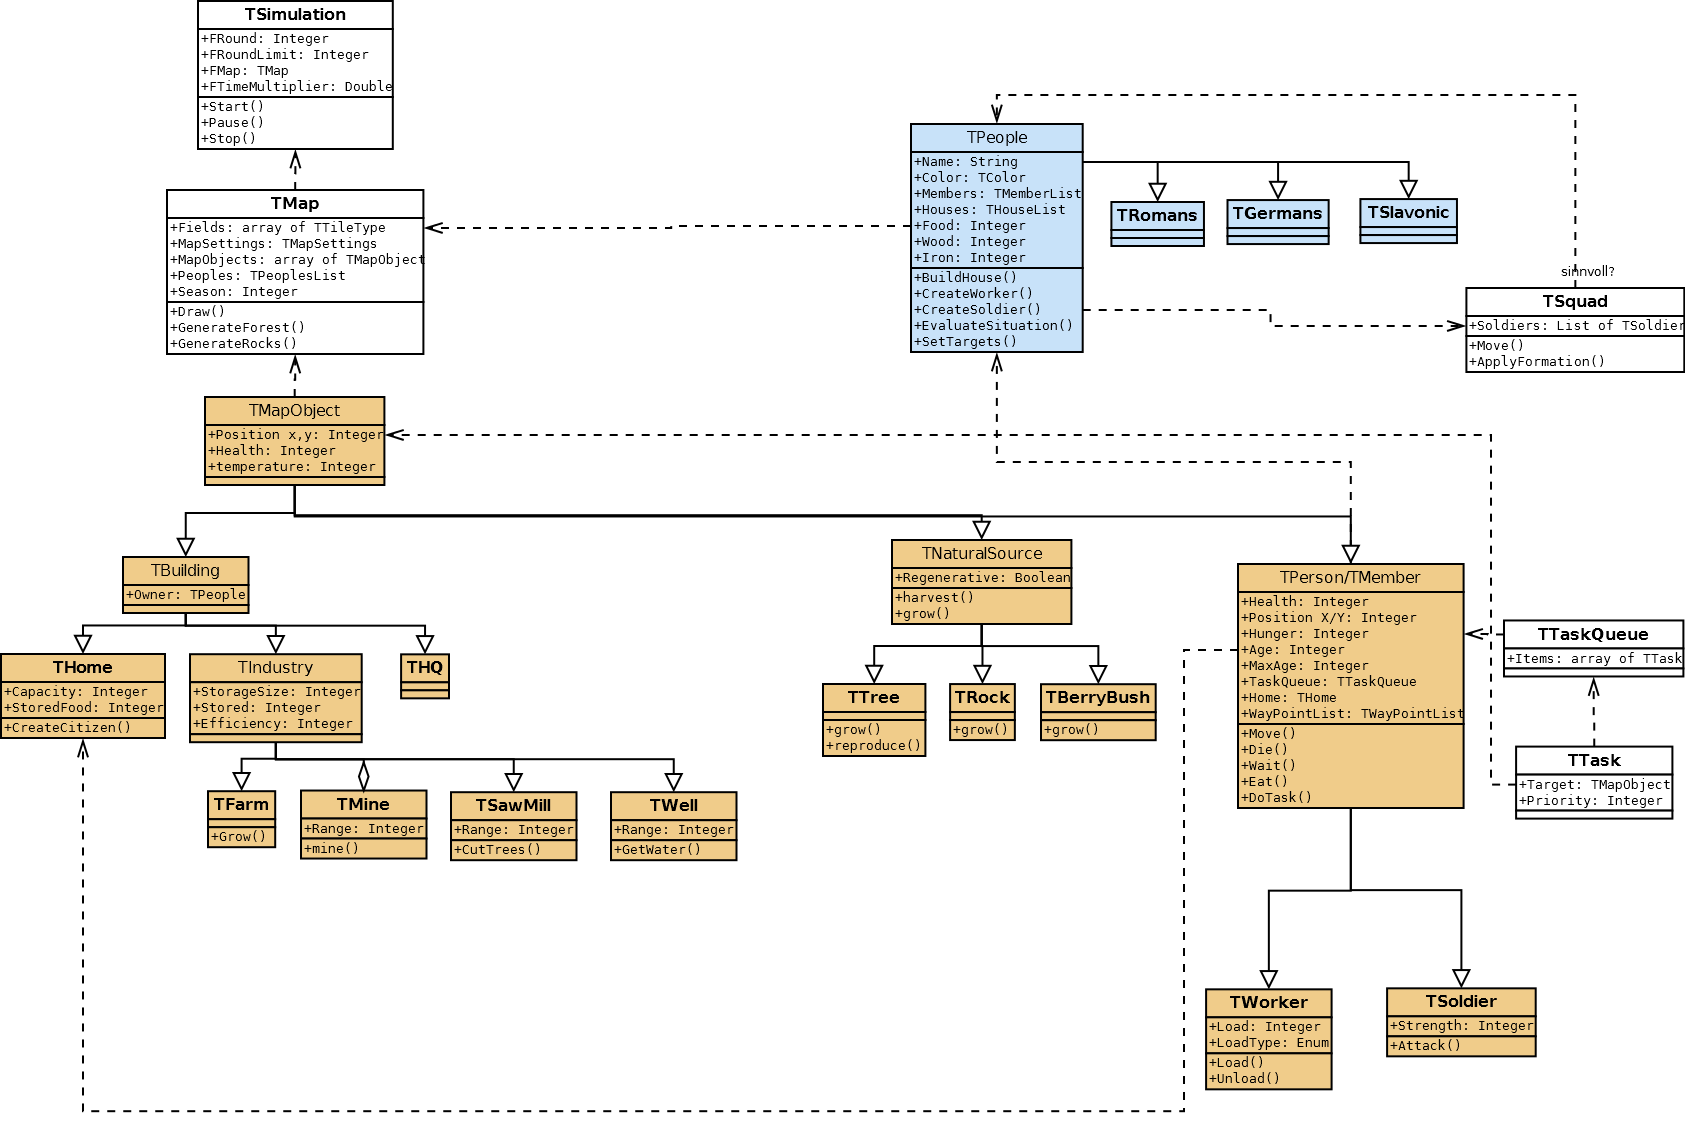 TSimulation
+FRound: Integer
+FRoundLimit: Integer
+FMap: TMap
+FTimeMultiplier: Double
+Start()
+Pause()
+Stop()
TMap
+Fields: array of TTileType
+MapSettings: TMapSettings
+MapObjects: array of TMapObject
+Peoples: TPeoplesList
+Season: Integer
+Draw()
+GenerateForest()
+GenerateRocks()
TPeople
+Name: String
+Color: TColor
+Members: TMemberList
+Houses: THouseList
+Food: Integer
+Wood: Integer
+Iron: Integer
+BuildHouse()
+CreateWorker()
+CreateSoldier()
+EvaluateSituation()
+SetTargets()
TRomans
TGermans
TSlavonic
sinnvoll?
TSquad
+Soldiers: List of TSoldier
+Move()
+ApplyFormation()
TMapObject
+Position x,y: Integer
+Health: Integer
+temperature: Integer
TBuilding
+Owner: TPeople
TNaturalSource
+Regenerative: Boolean
+harvest()
+grow()
TPerson/TMember
+Health: Integer
+Position X/Y: Integer
+Hunger: Integer
+Age: Integer
+MaxAge: Integer
+TaskQueue: TTaskQueue
+Home: THome
+WayPointList: TWayPointList
+Move()
+Die()
+Wait()
+Eat()
+DoTask()
TTaskQueue
+Items: array of TTask
TTask
+Target: TMapObject
+Priority: Integer
THome
+Capacity: Integer
+StoredFood: Integer
+CreateCitizen()
TIndustry
+StorageSize: Integer
+Stored: Integer
+Efficiency: Integer
THQ
TTree
+grow()
+reproduce()
TRock
+grow()
TBerryBush
+grow()
TFarm
+Grow()
TMine
+Range: Integer
+mine()
TSawMill
+Range: Integer
+CutTrees()
TWell
+Range: Integer
+GetWater()
TWorker
+Load: Integer
+LoadType: Enum
+Load()
+Unload()
TSoldier
+Strength: Integer
+Attack()